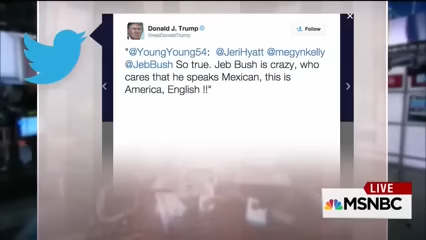 Donald J. Trump
@realDonaldTrump
Follow
"@YoungYoung54: @JeriHyatt @megynkelly
@JebBush So true. Jeb Bush is crazy, who
cares that he speaks Mexican, this is
America, English !!"
LIVE
MSNBC